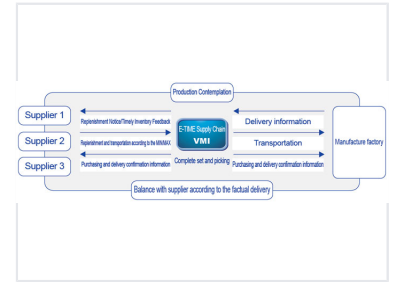 Production Contemplation
Supplier 1
Supplier 2
Supplier 3
Replenishment Notice/Timely Inventory Feedback
Replenishment and transportation according to the MIN/MAX
Purchasing and delivery confirmation information
E-TIME Supply Chain
VMI
Complete set and picking
Delivery information
Transportation
Purchasing and delivery confirmation information
Manufacture factory
Balance with supplier according to the factual delivery